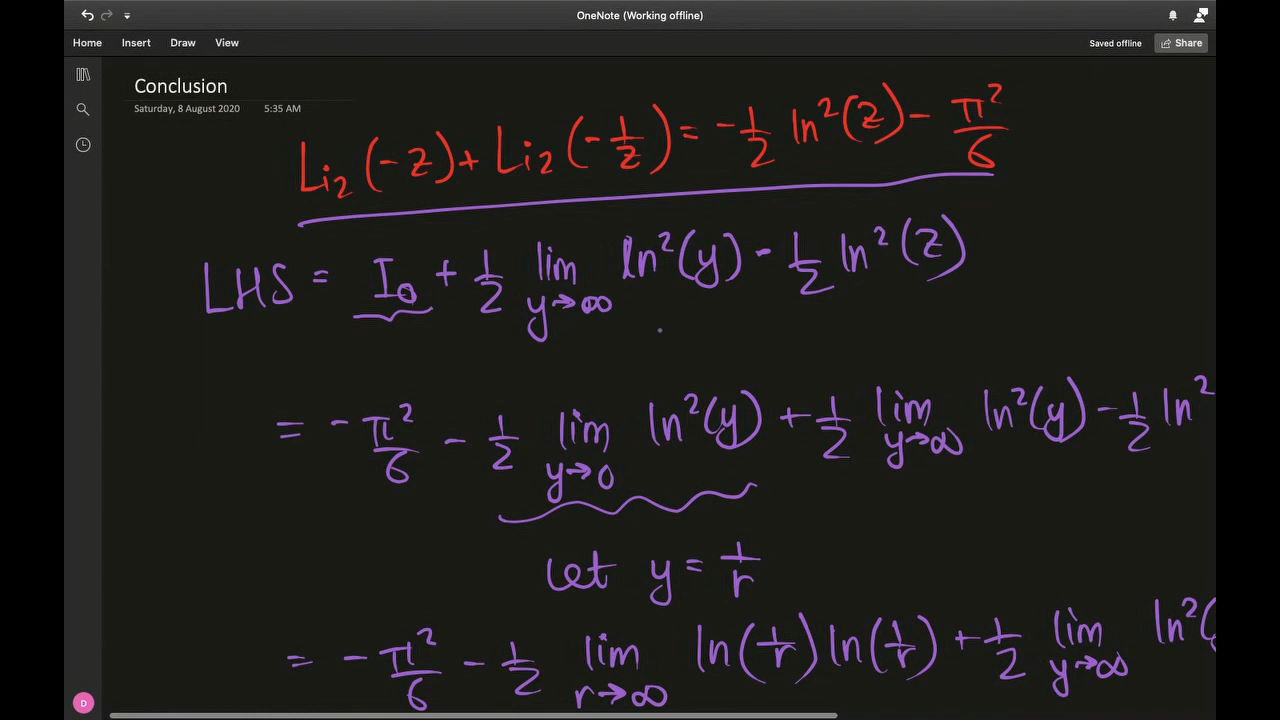 OneNote (Working offline)
Home Insert Draw View
Saved offline Share
Conclusion
Saturday, 8 August 2020 5:35 AM
Li₂(-z) + Li₂(-1/z) = -1/2 ln²(z) - π²/6
LHS = I₀ + 1/2 lim y→∞ ln²(y) - 1/2 ln²(z)
= -π²/6 - 1/2 lim y→0 ln²(y) + 1/2 lim y→∞ ln²(y) - 1/2 ln²
let y = 1/r
= -π²/6 - 1/2 lim r→∞ ln(1/r) ln(1/r) + 1/2 lim y→∞ ln²(
D